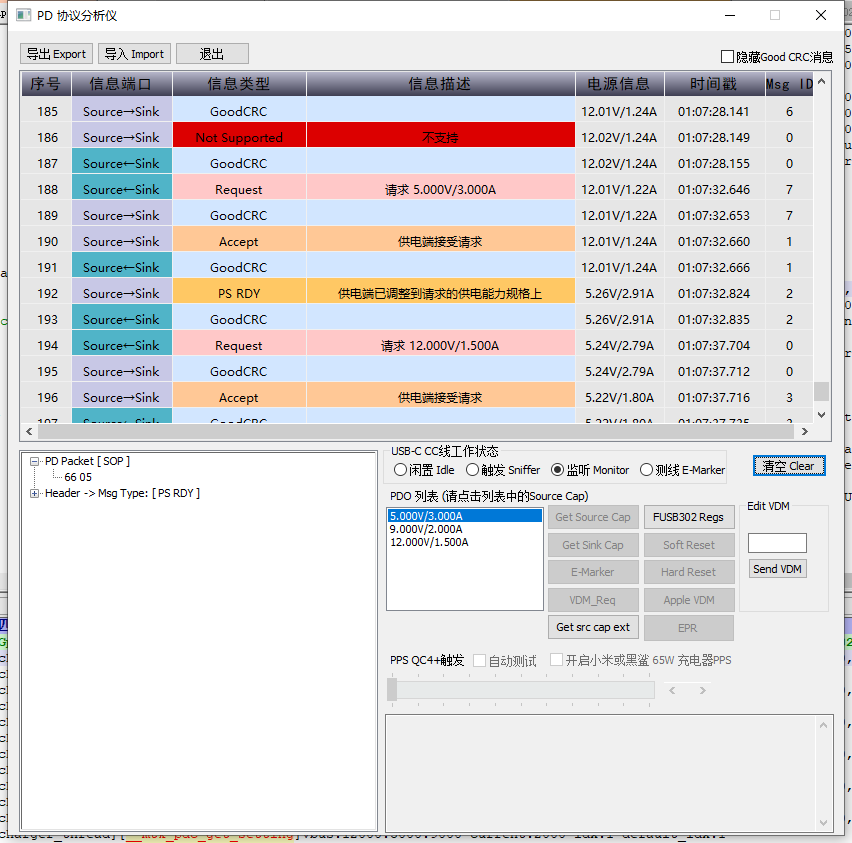 PD 协议分析仪
导出 Export 导入 Import 退出 隐藏Good CRC消息
序号 信息端口 信息类型 信息描述 电源信息 时间戳 Msg ID
185 Source→Sink GoodCRC 12.01V/1.24A 01:07:28.141 6
186 Source→Sink Not Supported 不支持 12.02V/1.24A 01:07:28.149 0
187 Source←Sink GoodCRC 12.02V/1.24A 01:07:28.155 0
188 Source←Sink Request 请求 5.000V/3.000A 12.01V/1.22A 01:07:32.646 7
189 Source→Sink GoodCRC 12.01V/1.22A 01:07:32.653 7
190 Source→Sink Accept 供电端接受请求 12.01V/1.24A 01:07:32.660 1
191 Source←Sink GoodCRC 12.01V/1.24A 01:07:32.666 1
192 Source→Sink PS RDY 供电端已调整到请求的供电能力规格上 5.26V/2.91A 01:07:32.824 2
193 Source←Sink GoodCRC 5.26V/2.91A 01:07:32.835 2
194 Source←Sink Request 请求 12.000V/1.500A 5.24V/2.79A 01:07:37.704 0
195 Source→Sink GoodCRC 5.24V/2.79A 01:07:37.712 0
196 Source→Sink Accept 供电端接受请求 5.22V/1.80A 01:07:37.716 3
197 Source←Sink GoodCRC 5.22V/1.80A 01:07:37.725 3
PD Packet [ SOP ]
66 05
Header -> Msg Type: [ PS RDY ]
USB-C CC线工作状态
闲置 Idle 触发 Sniffer 监听 Monitor 测线 E-Marker
清空 Clear
PDO 列表 (请点击列表中的Source Cap)
5.000V/3.000A
9.000V/2.000A
12.000V/1.500A
Get Source Cap FUSB302 Regs
Get Sink Cap Soft Reset
E-Marker Hard Reset
VDM_Req Apple VDM
Get src cap ext EPR
Edit VDM
Send VDM
PPS QC4+触发 自动测试 开启小米或黑鲨 65W 充电器PPS